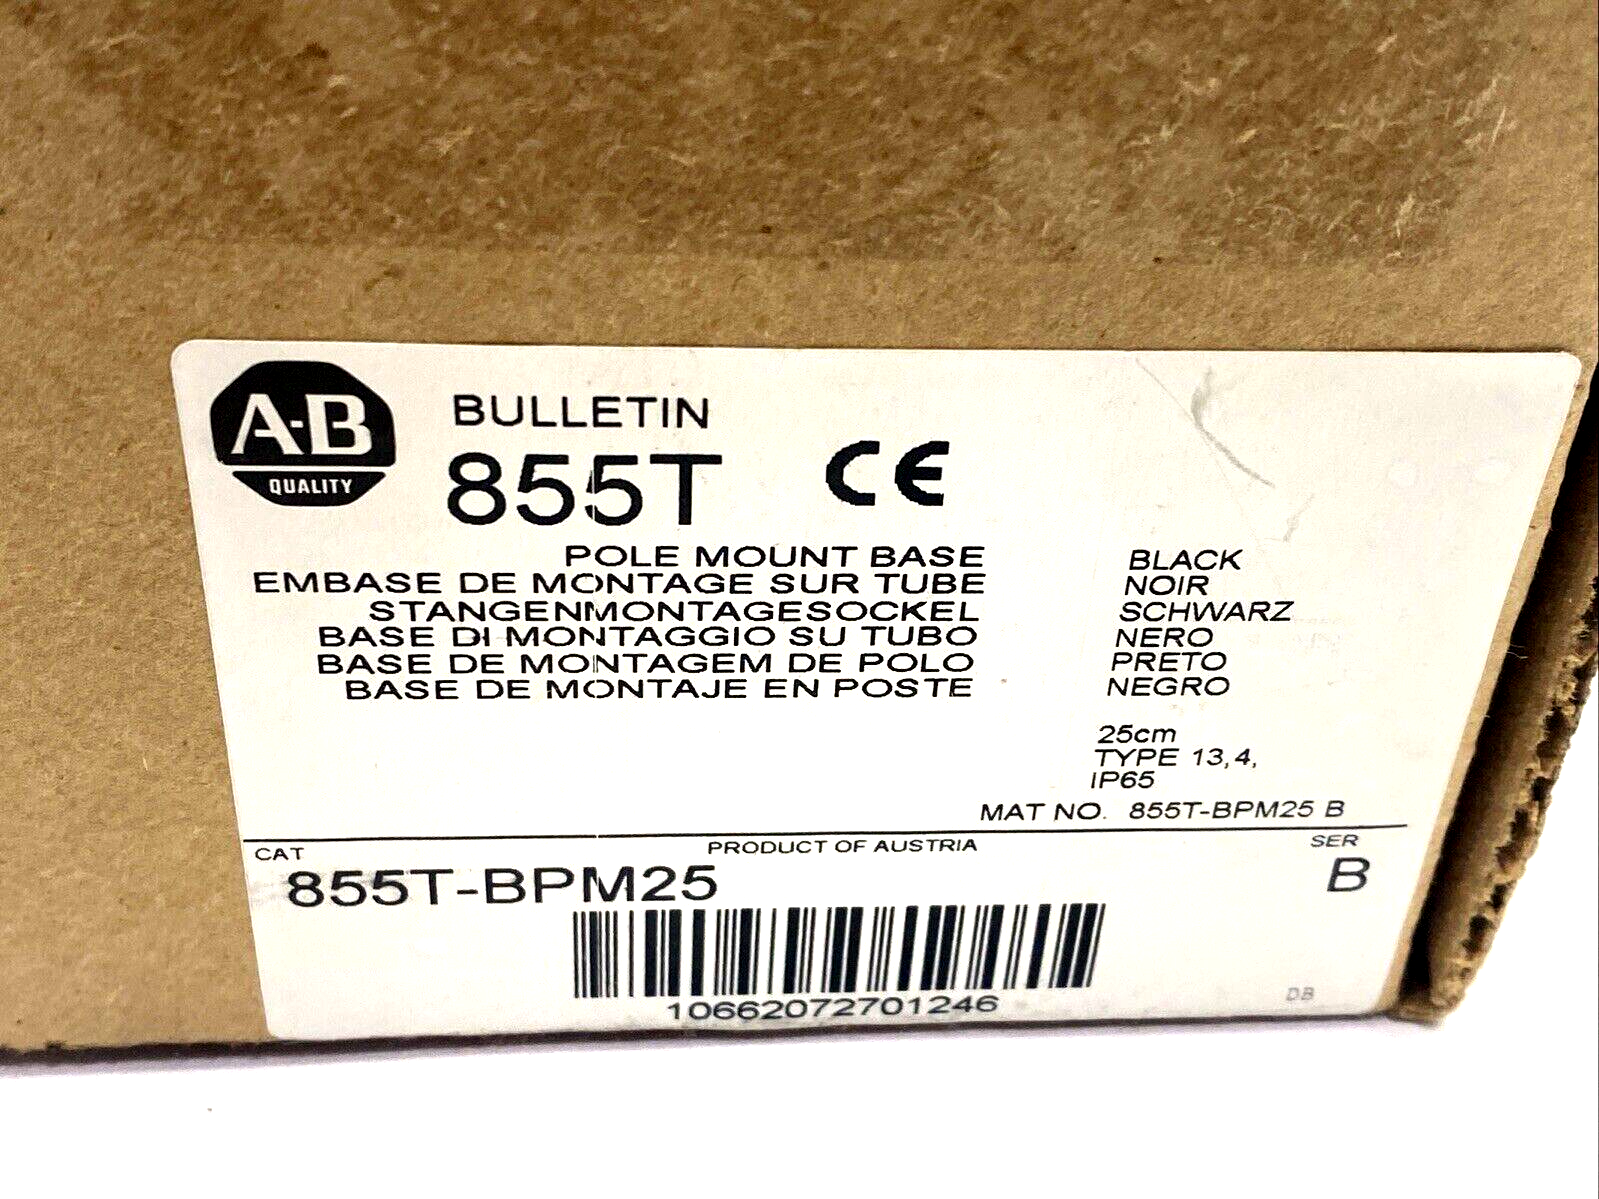 A-B
QUALITY
BULLETIN
855T CE
POLE MOUNT BASE BLACK
EMBASE DE MONTAGE SUR TUBE NOIR
STANGENMONTAGESOCKEL SCHWARZ
BASE DI MONTAGGIO SU TUBO NERO
BASE DE MONTAGEM DE POLO PRETO
BASE DE MONTAJE EN POSTE NEGRO
25cm
TYPE 13,4,
IP65
MAT NO. 855T-BPM25 B
CAT PRODUCT OF AUSTRIA SER
855T-BPM25 B
10662072701246
DB